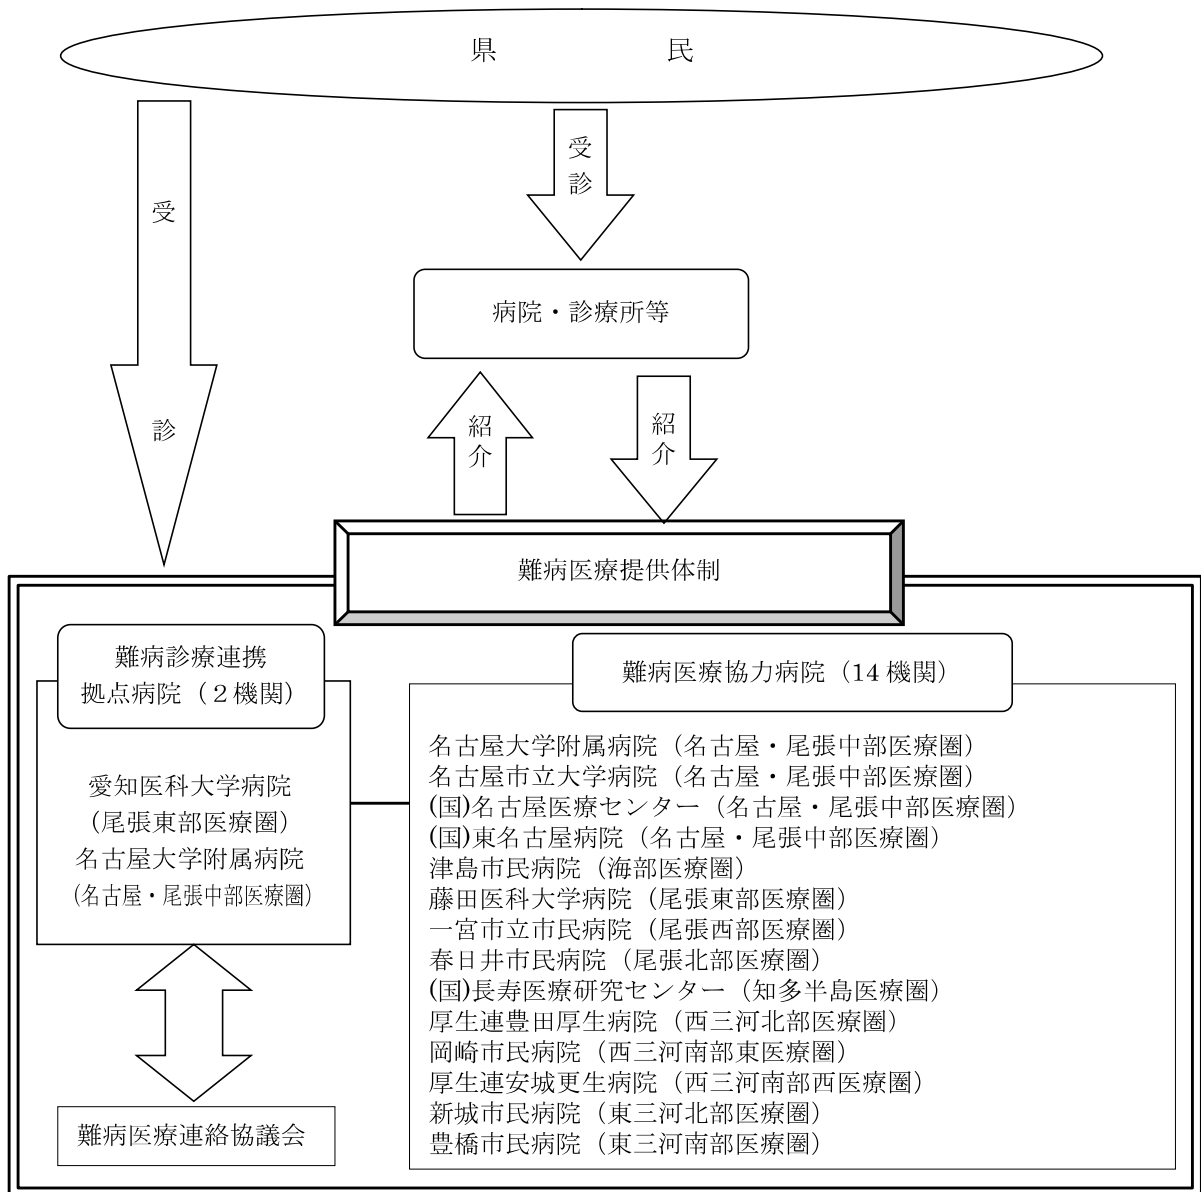 県　　　民
受診
受診
病院・診療所等
紹介
紹介
難病医療提供体制
難病診療連携
拠点病院（２機関）
愛知医科大学病院
（尾張東部医療圏）
名古屋大学附属病院
（名古屋・尾張中部医療圏）
難病医療連絡協議会
難病医療協力病院（14 機関）
名古屋大学附属病院（名古屋・尾張中部医療圏）
名古屋市立大学病院（名古屋・尾張中部医療圏）
(国)名古屋医療センター（名古屋・尾張中部医療圏）
(国)東名古屋病院（名古屋・尾張中部医療圏）
津島市民病院（海部医療圏）
藤田医科大学病院（尾張東部医療圏）
一宮市立市民病院（尾張西部医療圏）
春日井市民病院（尾張北部医療圏）
(国)長寿医療研究センター（知多半島医療圏）
厚生連豊田厚生病院（西三河北部医療圏）
岡崎市民病院（西三河南部東医療圏）
厚生連安城更生病院（西三河南部西医療圏）
新城市民病院（東三河北部医療圏）
豊橋市民病院（東三河南部医療圏）